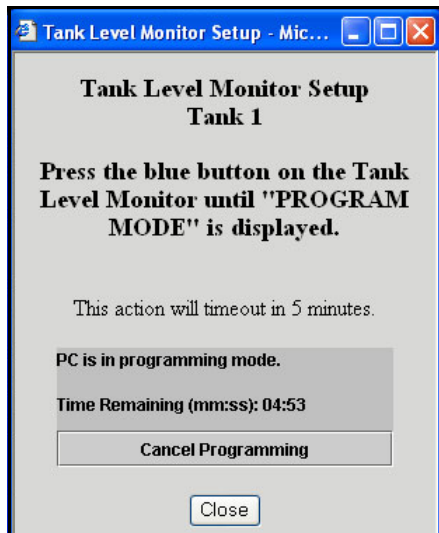 Tank Level Monitor Setup - Mic...
Tank Level Monitor Setup
Tank 1
Press the blue button on the Tank
Level Monitor until "PROGRAM
MODE" is displayed.
This action will timeout in 5 minutes.
PC is in programming mode.
Time Remaining (mm:ss): 04:53
Cancel Programming
Close